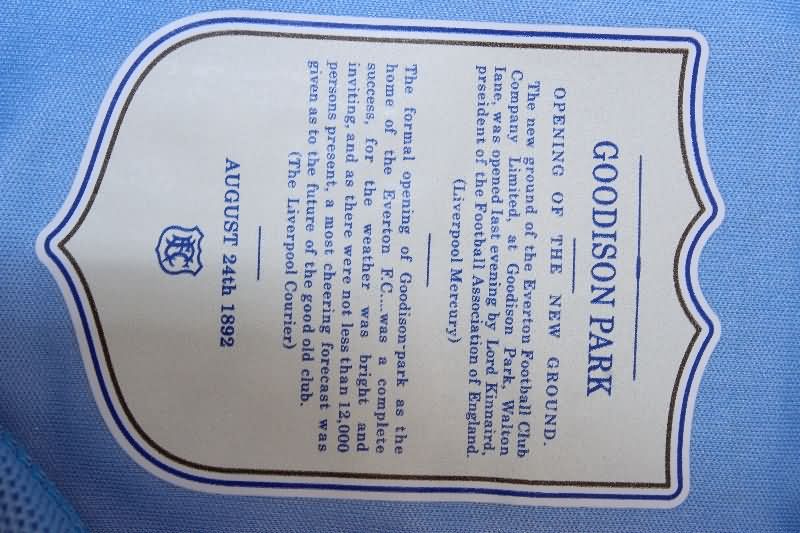 GOODISON PARK
OPENING OF THE NEW GROUND.
The new ground of the Everton Football Club
Company Limited, at Goodison Park, Walton
lane, was opened last evening by Lord Kinnaird,
prseident of the Football Association of England.
(Liverpool Mercury)
The formal opening of Goodison-park as the
home of the Everton F.C....was a complete
success, for the weather was bright and
inviting, and as there were not less than 12,000
persons present, a most cheering forecast was
given as to the future of the good old club.
(The Liverpool Courier)
AUGUST 24th 1892
EFC